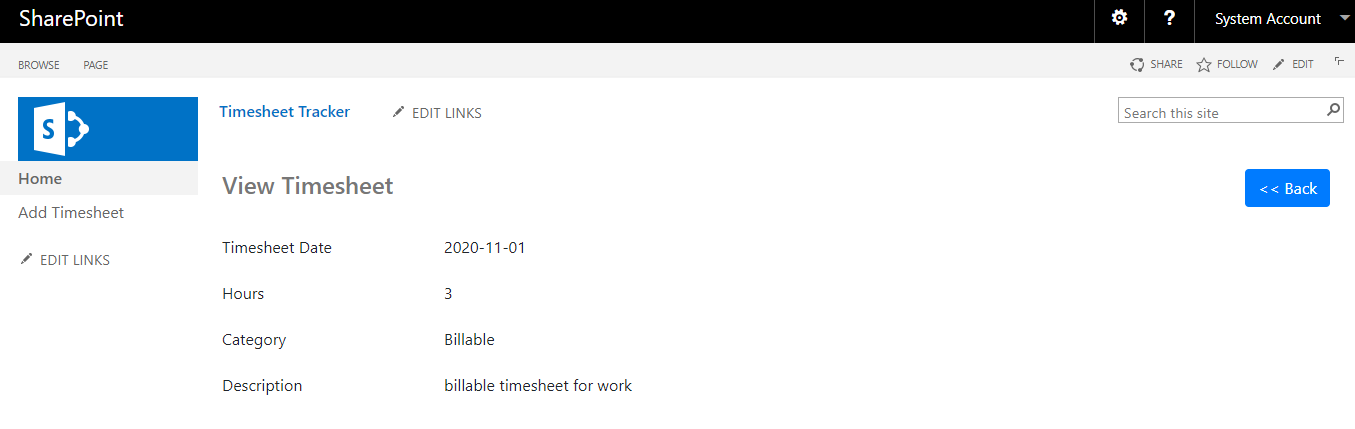 SharePoint
? System Account
BROWSE PAGE
SHARE FOLLOW EDIT
S
Timesheet Tracker EDIT LINKS
Search this site
Home
View Timesheet
<< Back
Add Timesheet
EDIT LINKS
Timesheet Date 2020-11-01
Hours 3
Category Billable
Description billable timesheet for work